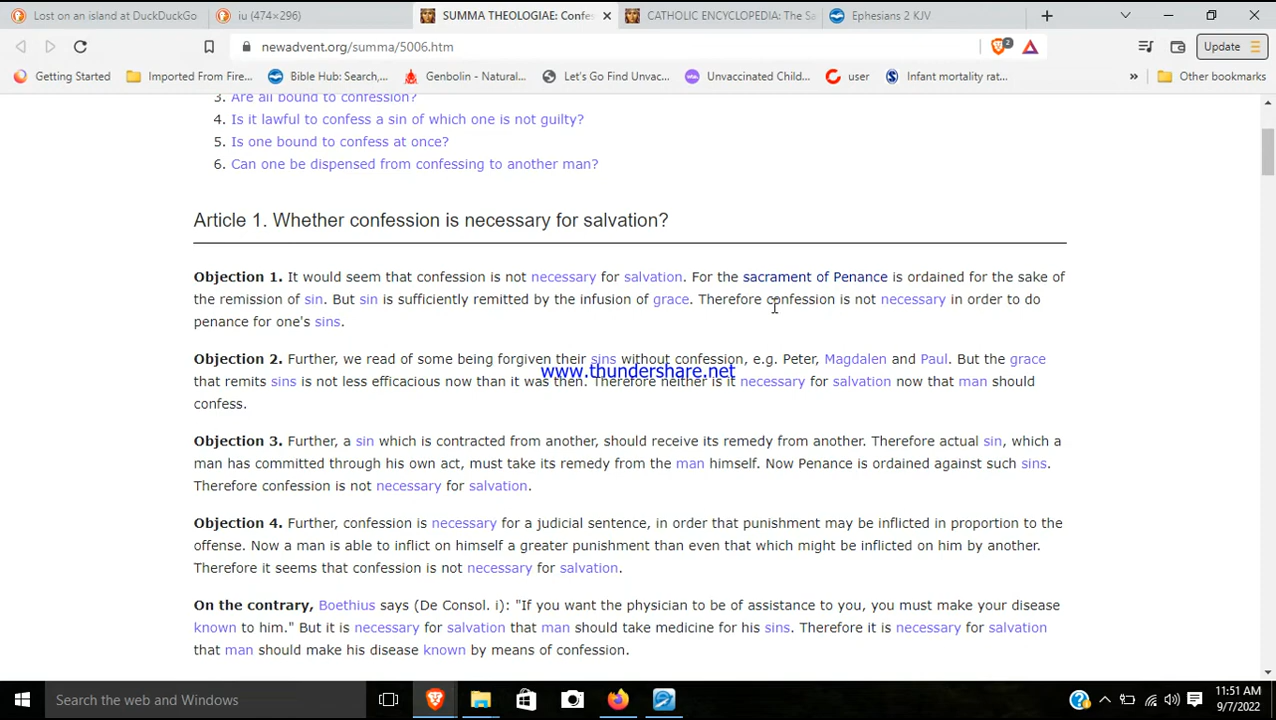 Lost on an island at DuckDuckGo
iu (474×296)
SUMMA THEOLOGIAE: Confes
CATHOLIC ENCYCLOPEDIA: The Sa
Ephesians 2 KJV
newadvent.org/summa/5006.htm
2
Update
Getting Started
Imported From Fire...
Bible Hub: Search,...
Genbolin - Natural...
Let's Go Find Unvac...
Unvaccinated Child...
user
Infant mortality rat...
»
Other bookmarks
3. Are all bound to confession?
4. Is it lawful to confess a sin of which one is not guilty?
5. Is one bound to confess at once?
6. Can one be dispensed from confessing to another man?
Article 1. Whether confession is necessary for salvation?
Objection 1. It would seem that confession is not necessary for salvation. For the sacrament of Penance is ordained for the sake of
the remission of sin. But sin is sufficiently remitted by the infusion of grace. Therefore confession is not necessary in order to do
penance for one's sins.
Objection 2. Further, we read of some being forgiven their sins without confession, e.g. Peter, Magdalen and Paul. But the grace
www.thundershare.net
that remits sins is not less efficacious now than it was then. Therefore neither is it necessary for salvation now that man should
confess.
Objection 3. Further, a sin which is contracted from another, should receive its remedy from another. Therefore actual sin, which a
man has committed through his own act, must take its remedy from the man himself. Now Penance is ordained against such sins.
Therefore confession is not necessary for salvation.
Objection 4. Further, confession is necessary for a judicial sentence, in order that punishment may be inflicted in proportion to the
offense. Now a man is able to inflict on himself a greater punishment than even that which might be inflicted on him by another.
Therefore it seems that confession is not necessary for salvation.
On the contrary, Boethius says (De Consol. i): "If you want the physician to be of assistance to you, you must make your disease
known to him." But it is necessary for salvation that man should take medicine for his sins. Therefore it is necessary for salvation
that man should make his disease known by means of confession.
Search the web and Windows
11:51 AM
9/7/2022